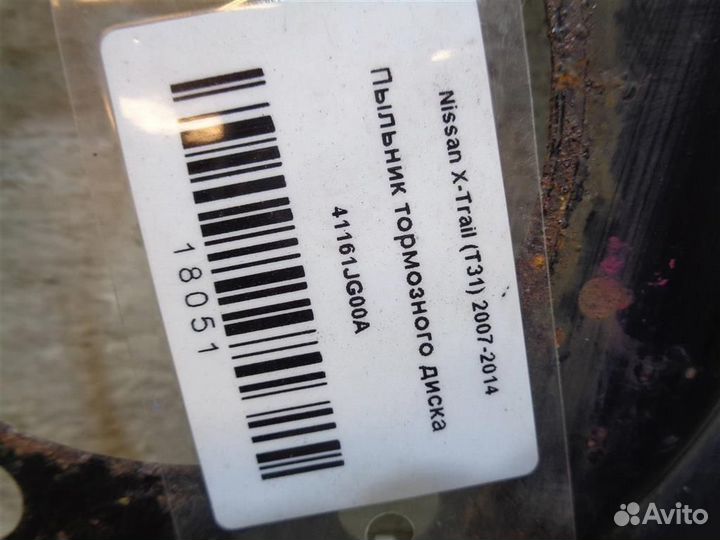 Nissan X-Trail (T31) 2007-2014
Пыльник тормозного диска
41161JG00A
18051
Avito